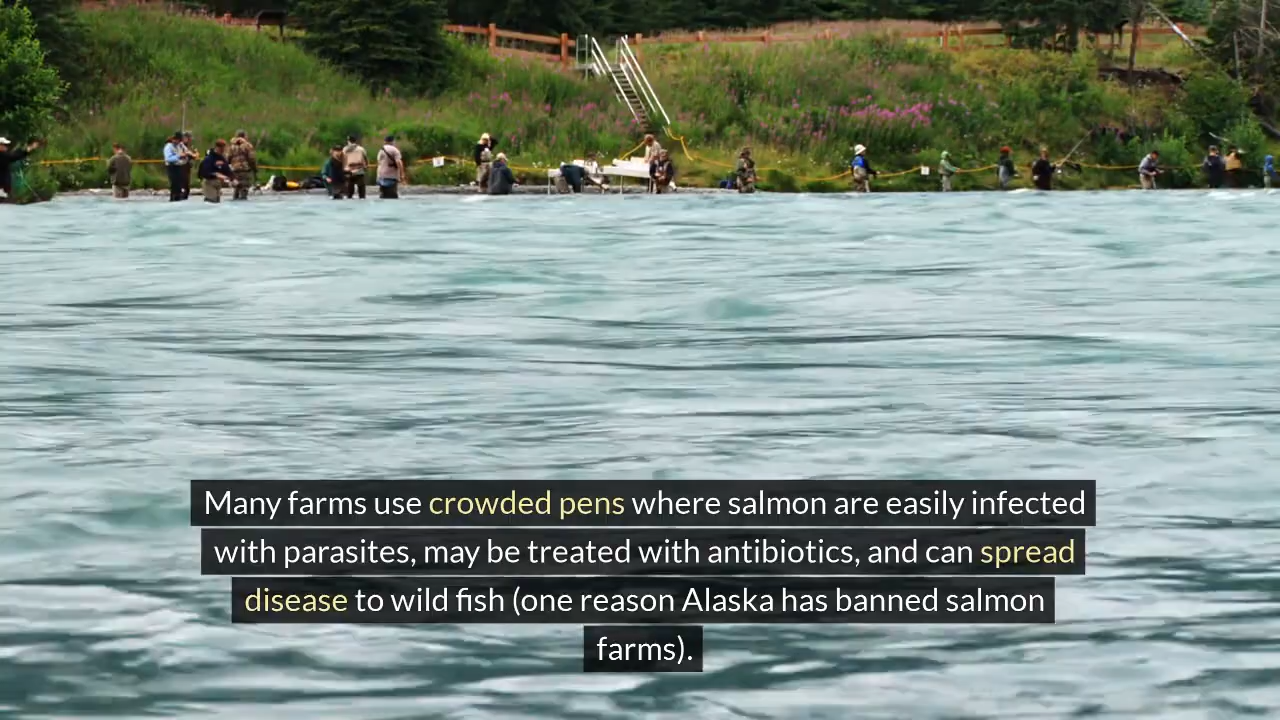 Many farms use crowded pens where salmon are easily infected
with parasites, may be treated with antibiotics, and can spread
disease to wild fish (one reason Alaska has banned salmon
farms).